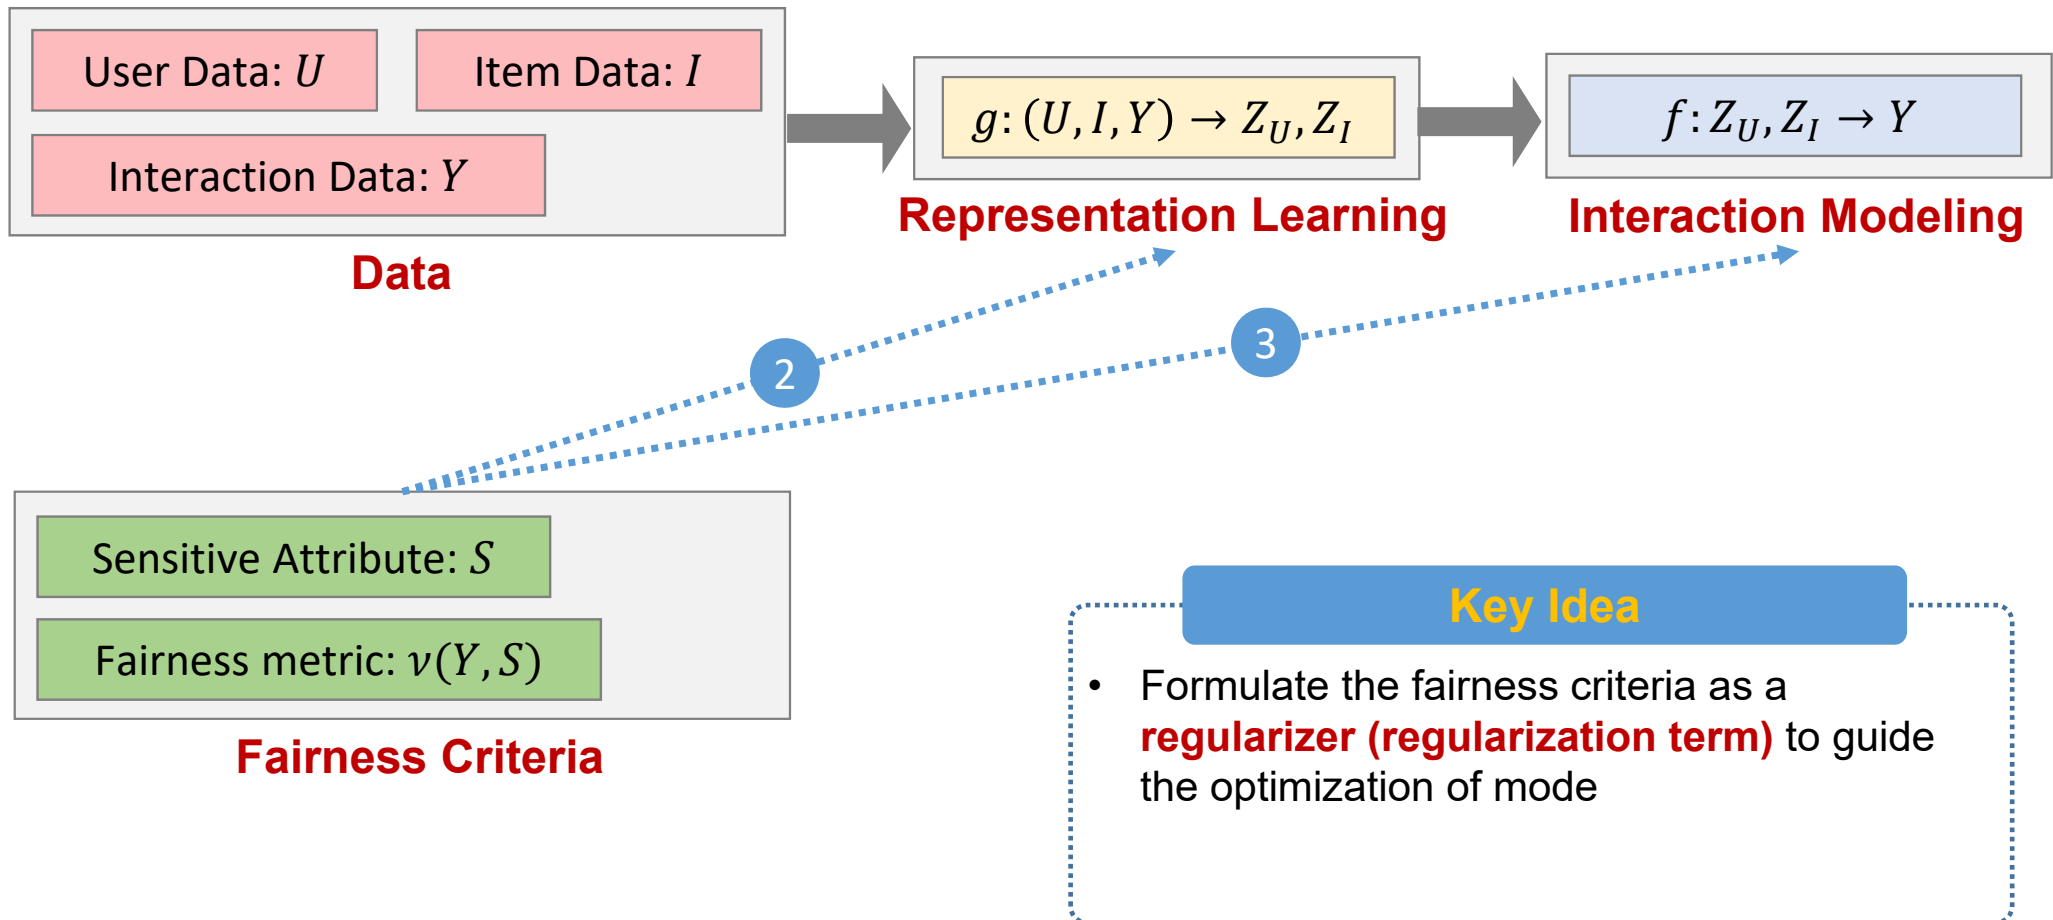 User Data: U
Item Data: I
Interaction Data: Y
Data
g: (U, I, Y) → Z_U, Z_I
Representation Learning
f: Z_U, Z_I → Y
Interaction Modeling
2
3
Sensitive Attribute: S
Fairness metric: ν(Y, S)
Fairness Criteria
Key Idea
• Formulate the fairness criteria as a
regularizer (regularization term) to guide
the optimization of mode